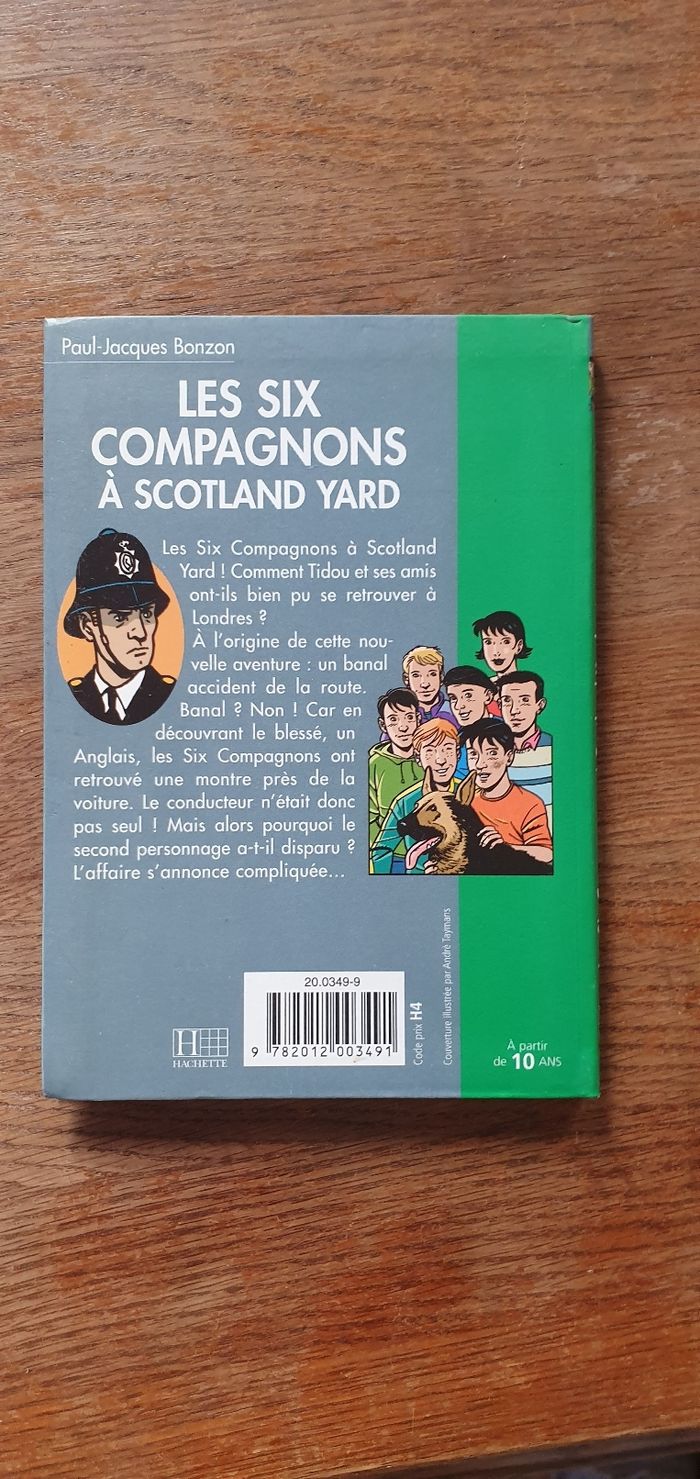 Paul-Jacques Bonzon
LES SIX
COMPAGNONS
À SCOTLAND YARD
Les Six Compagnons à Scotland
Yard ! Comment Tidou et ses amis
ont-ils bien pu se retrouver à
Londres ?
À l'origine de cette nou-
velle aventure : un banal
accident de la route.
Banal ? Non ! Car en
découvrant le blessé, un
Anglais, les Six Compagnons ont
retrouvé une montre près de la
voiture. Le conducteur n'était donc
pas seul ! Mais alors pourquoi le
second personnage a-t-il disparu ?
L'affaire s'annonce compliquée...
20.0349-9
9 782012 003491
HACHETTE
Code prix H4
Couverture illustrée par André Taymans
À partir
de 10 ANS